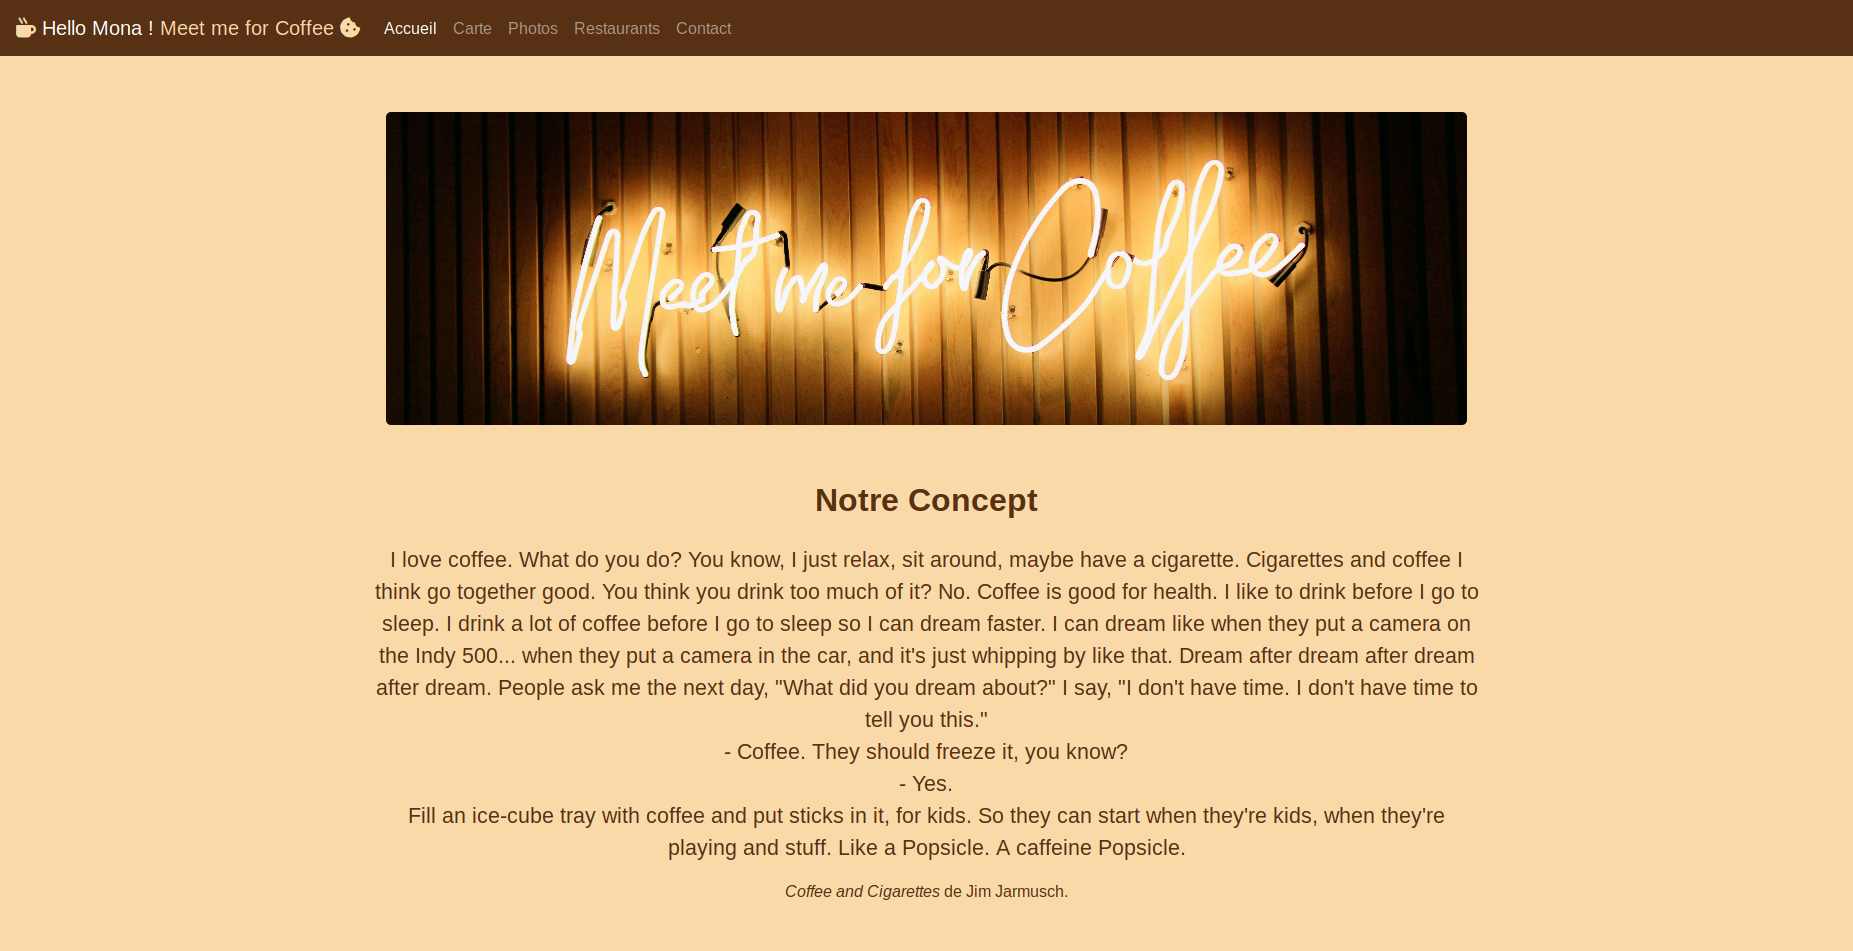 Hello Mona ! Meet me for Coffee Accueil Carte Photos Restaurants Contact
Meet me for Coffee
Notre Concept
I love coffee. What do you do? You know, I just relax, sit around, maybe have a cigarette. Cigarettes and coffee I
think go together good. You think you drink too much of it? No. Coffee is good for health. I like to drink before I go to
sleep. I drink a lot of coffee before I go to sleep so I can dream faster. I can dream like when they put a camera on
the Indy 500... when they put a camera in the car, and it's just whipping by like that. Dream after dream after dream
after dream. People ask me the next day, "What did you dream about?" I say, "I don't have time. I don't have time to
tell you this."
- Coffee. They should freeze it, you know?
- Yes.
Fill an ice-cube tray with coffee and put sticks in it, for kids. So they can start when they're kids, when they're
playing and stuff. Like a Popsicle. A caffeine Popsicle.
Coffee and Cigarettes de Jim Jarmusch.